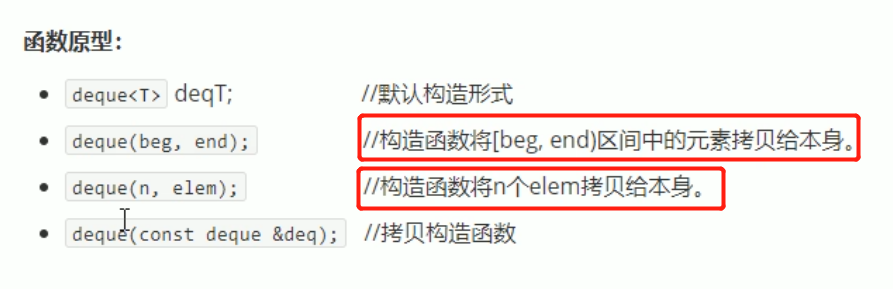 函数原型：
deque<T> deqT; //默认构造形式
deque(beg, end); //构造函数将[beg, end)区间中的元素拷贝给本身。
deque(n, elem); //构造函数将n个elem拷贝给本身。
deque(const deque &deq); //拷贝构造函数